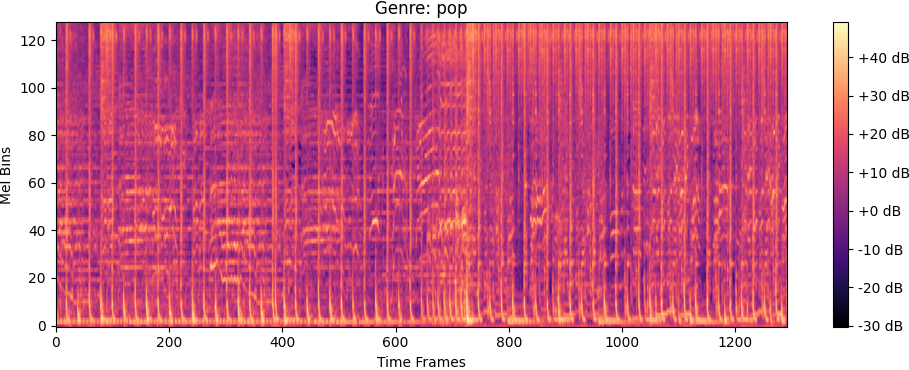 Genre: pop
Mel Bins
120
100
80
60
40
20
0
0 200 400 600 800 1000 1200
Time Frames
+40 dB
+30 dB
+20 dB
+10 dB
+0 dB
-10 dB
-20 dB
-30 dB